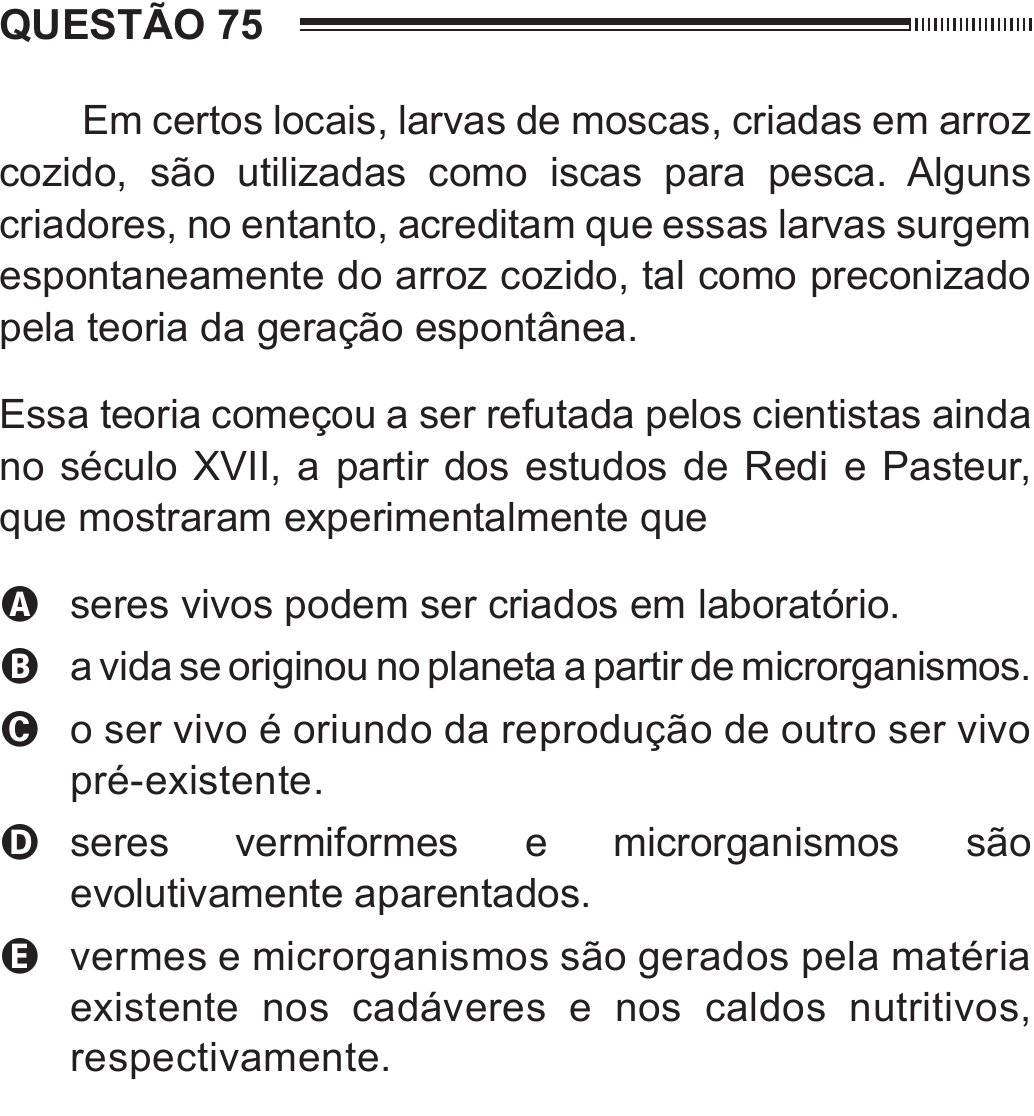 QUESTÃO 75
Em certos locais, larvas de moscas, criadas em arroz
cozido, são utilizadas como iscas para pesca. Alguns
criadores, no entanto, acreditam que essas larvas surgem
espontaneamente do arroz cozido, tal como preconizado
pela teoria da geração espontânea.
Essa teoria começou a ser refutada pelos cientistas ainda
no século XVII, a partir dos estudos de Redi e Pasteur,
que mostraram experimentalmente que
A seres vivos podem ser criados em laboratório.
B a vida se originou no planeta a partir de microrganismos.
C o ser vivo é oriundo da reprodução de outro ser vivo
pré-existente.
D seres vermiformes e microrganismos são
evolutivamente aparentados.
E vermes e microrganismos são gerados pela matéria
existente nos cadáveres e nos caldos nutritivos,
respectivamente.